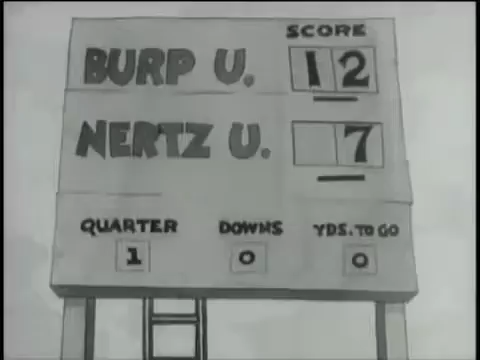 SCORE
BURP U. 12
NERTZ U. 7
QUARTER DOWNS YDS. TO GO
1 0 0